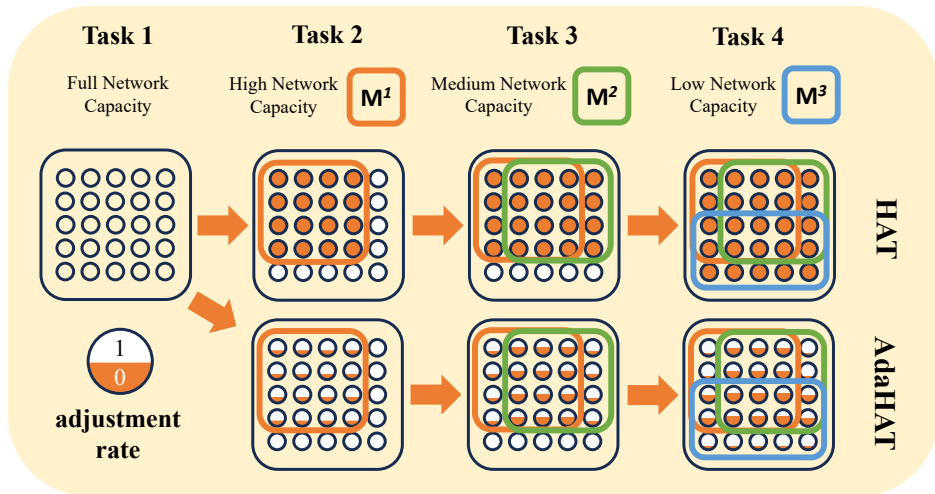 Task 1
Task 2
Task 3
Task 4
Full Network
Capacity
High Network
Capacity
M1
Medium Network
Capacity
M2
Low Network
Capacity
M3
HAT
1
0
adjustment
rate
AdaHAT